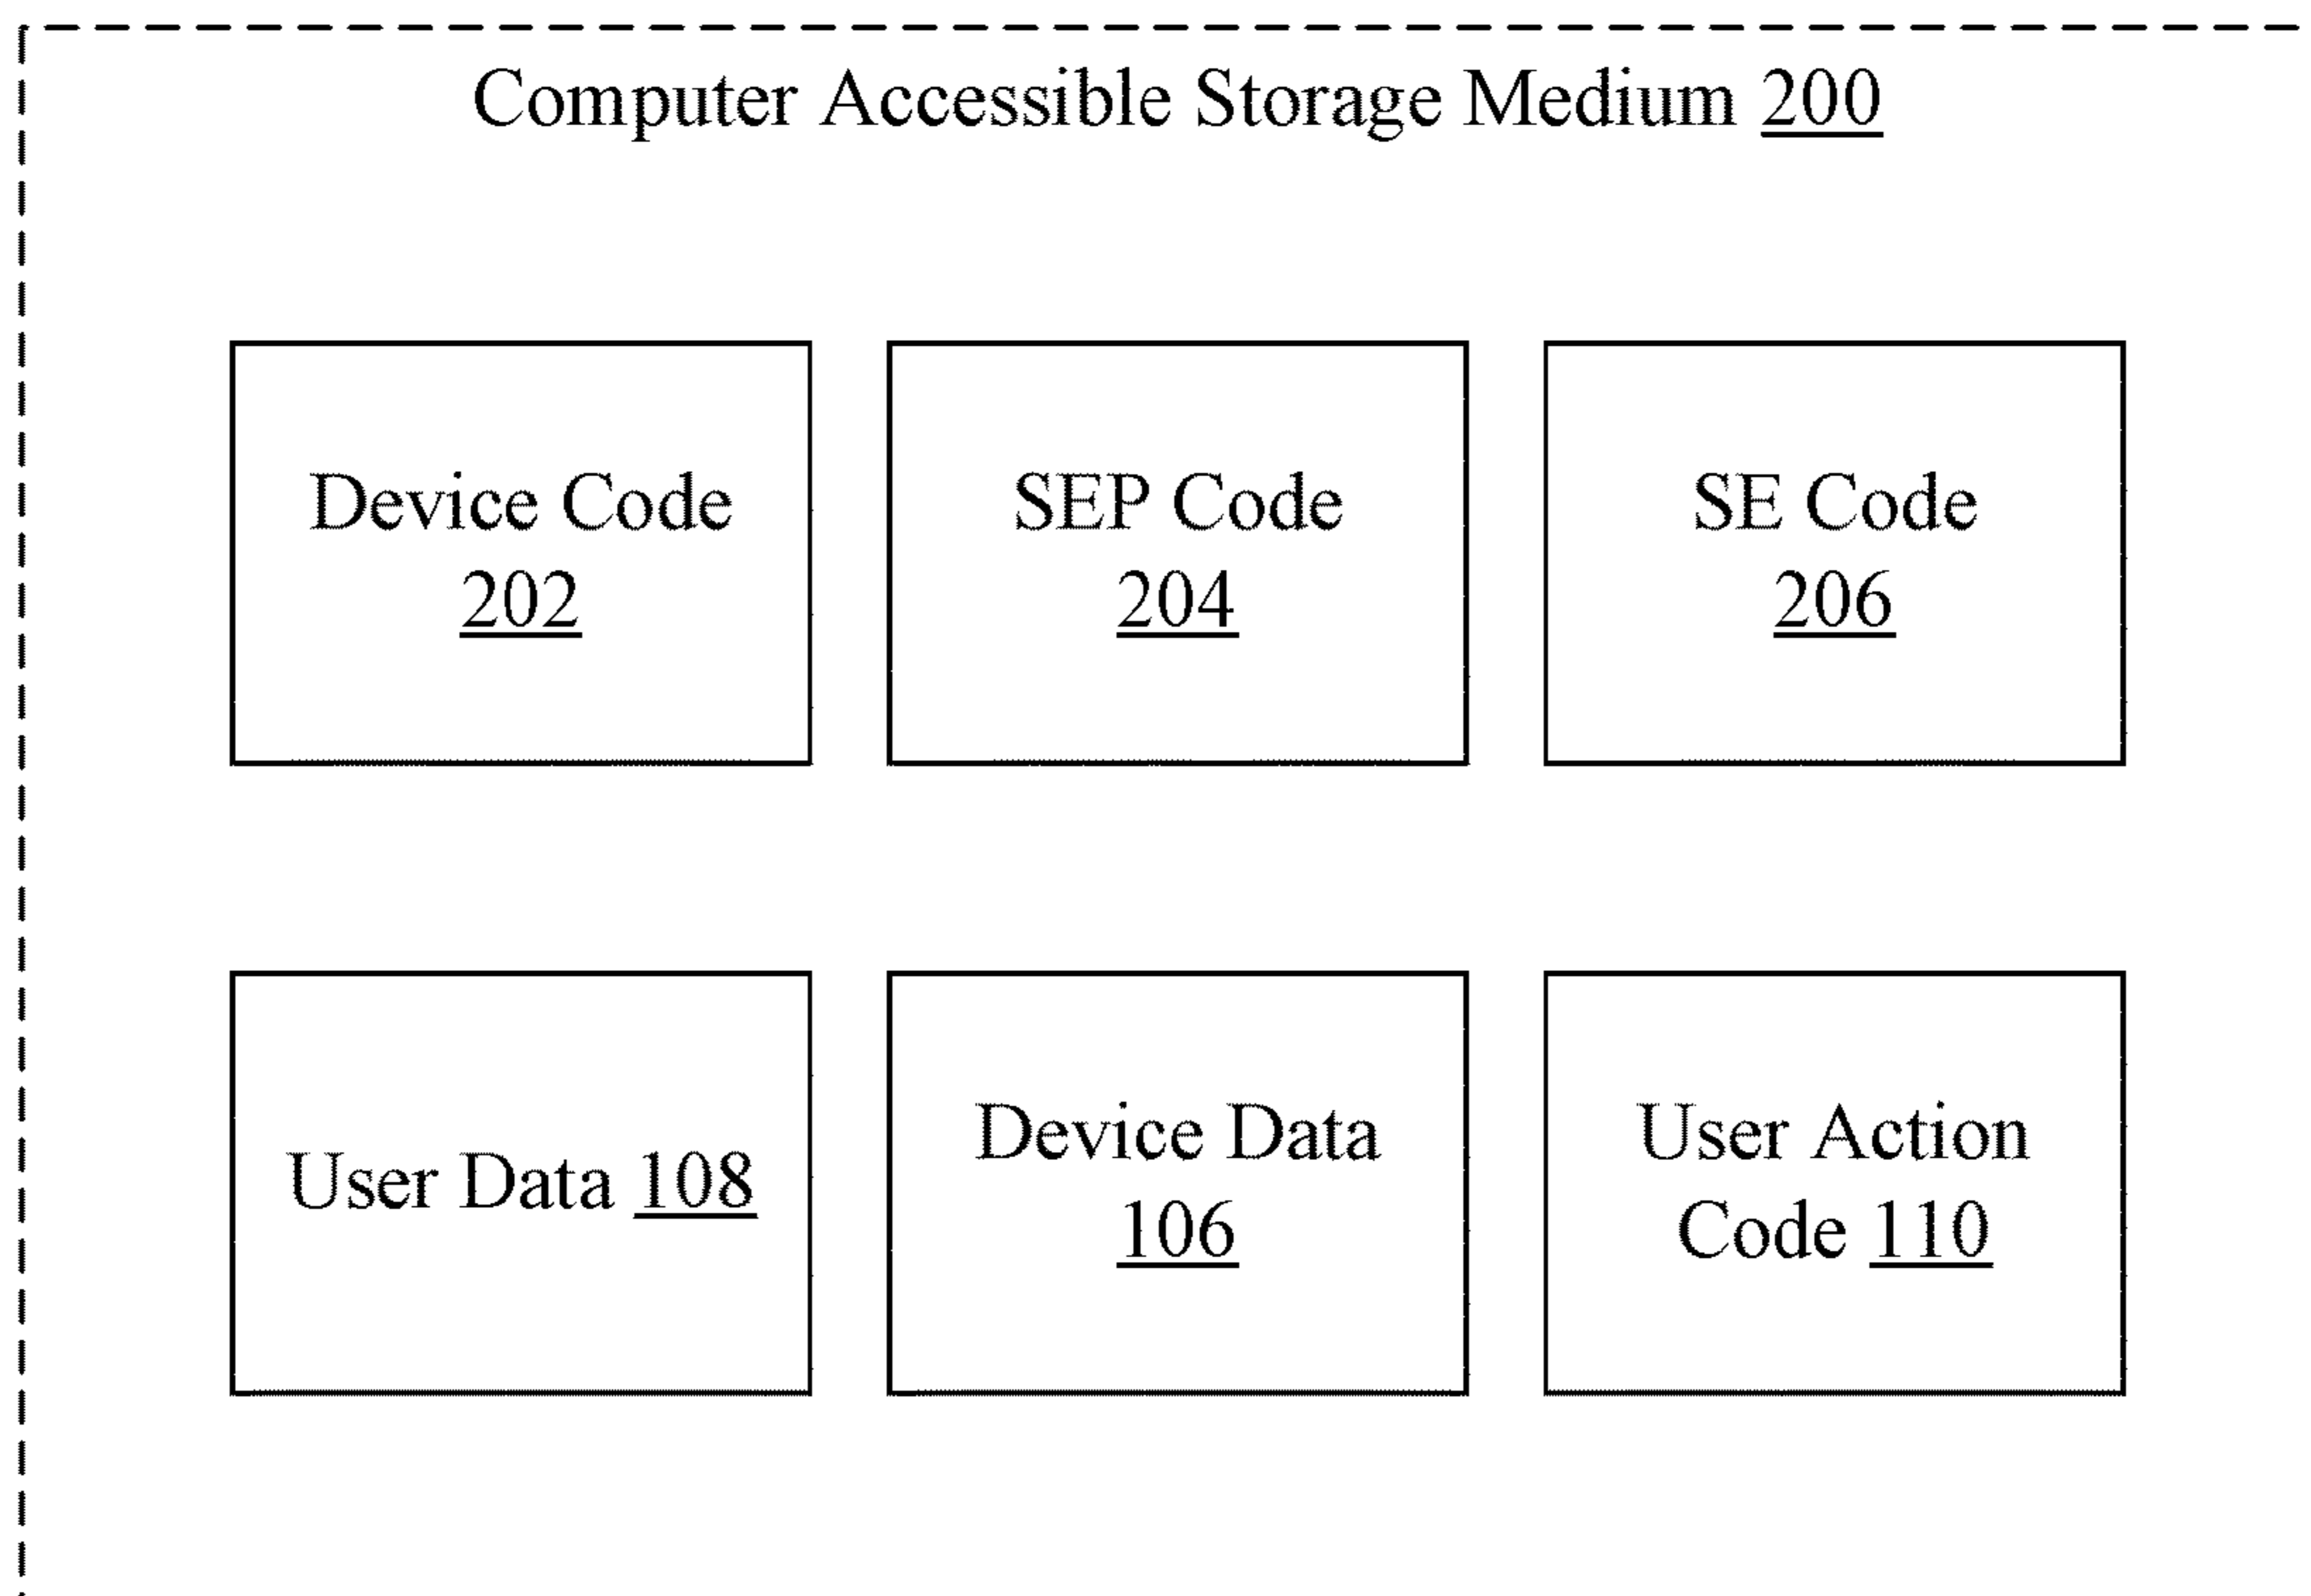 Computer Accessible Storage Medium 200
Device Code
202
SEP Code
204
SE Code
206
User Data 108
Device Data
106
User Action
Code 110